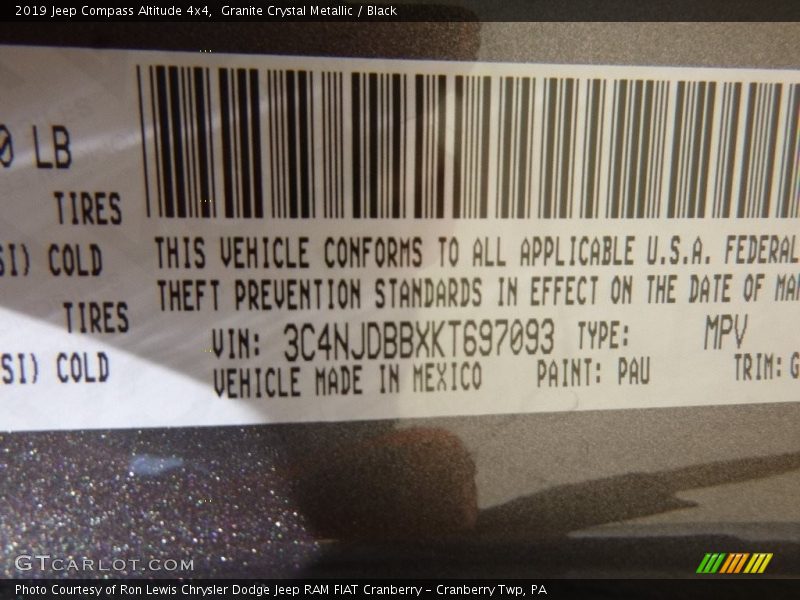 2019 Jeep Compass Altitude 4x4,  Granite Crystal Metallic / Black
0 LB
TIRES
SI) COLD
TIRES
SI) COLD
THIS VEHICLE CONFORMS TO ALL APPLICABLE U.S.A. FEDERAL
THEFT PREVENTION STANDARDS IN EFFECT ON THE DATE OF MAN
VIN: 3C4NJDBBXKT697093 TYPE: MPV
VEHICLE MADE IN MEXICO PAINT: PAU TRIM: G
GTCARLOT.COM
Photo Courtesy of Ron Lewis Chrysler Dodge Jeep RAM FIAT Cranberry - Cranberry Twp, PA